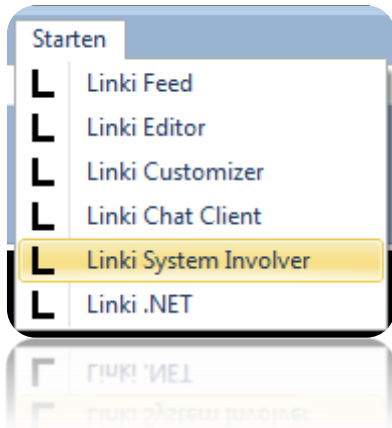 Starten
L Linki Feed
L Linki Editor
L Linki Customizer
L Linki Chat Client
L Linki System Involver
L Linki .NET